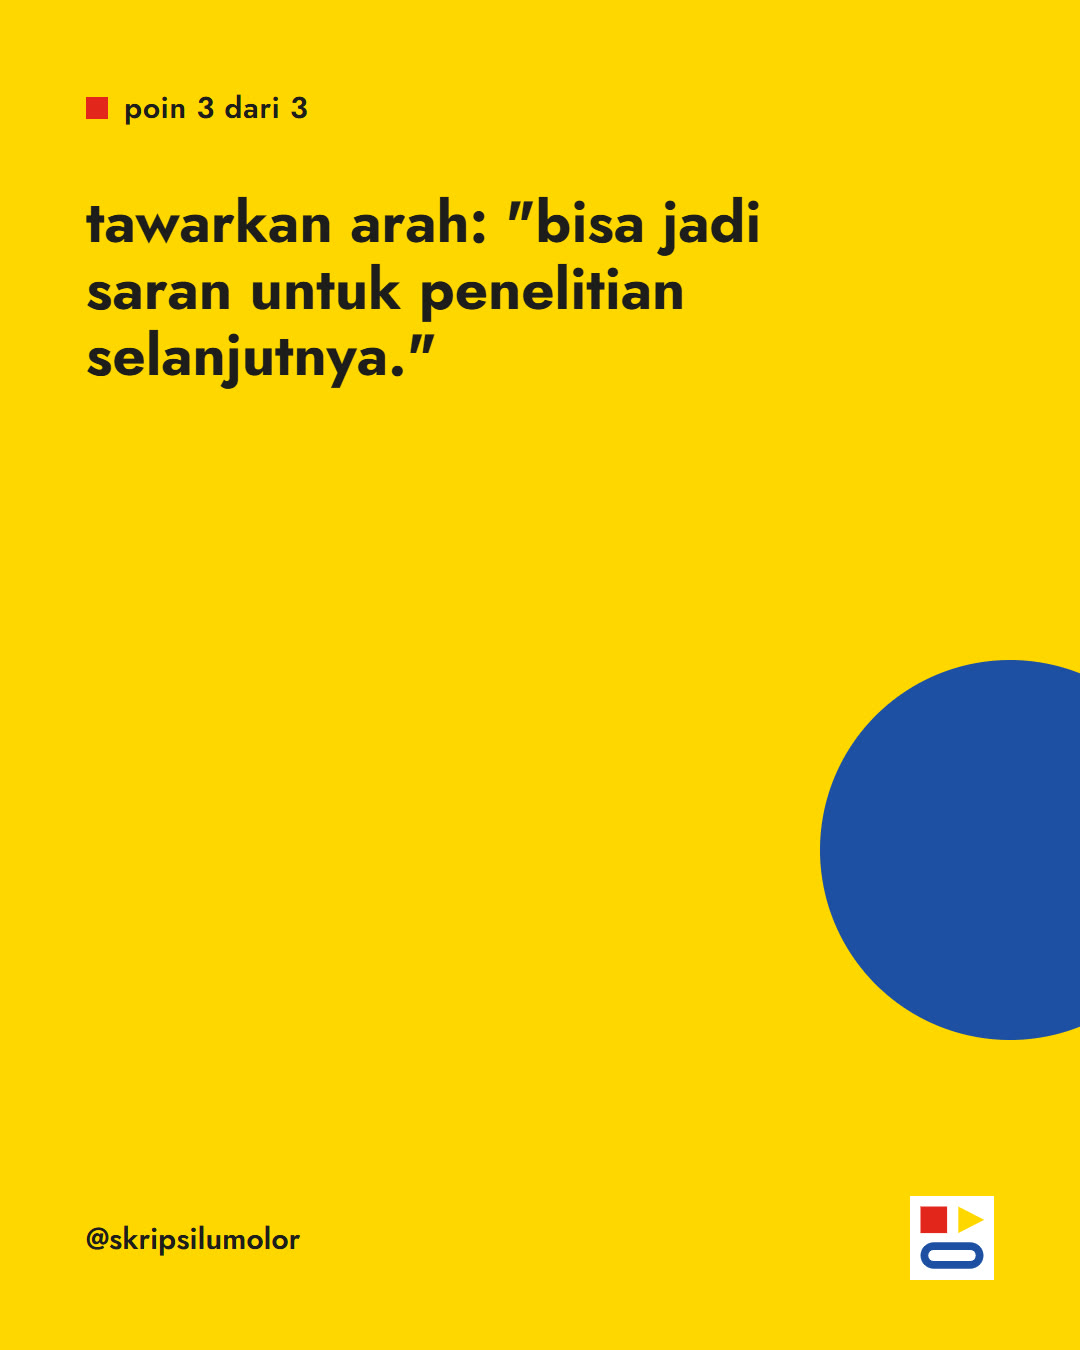 poin 3 dari 3
tawarkan arah: "bisa jadi
saran untuk penelitian
selanjutnya."
@skripsilumolor